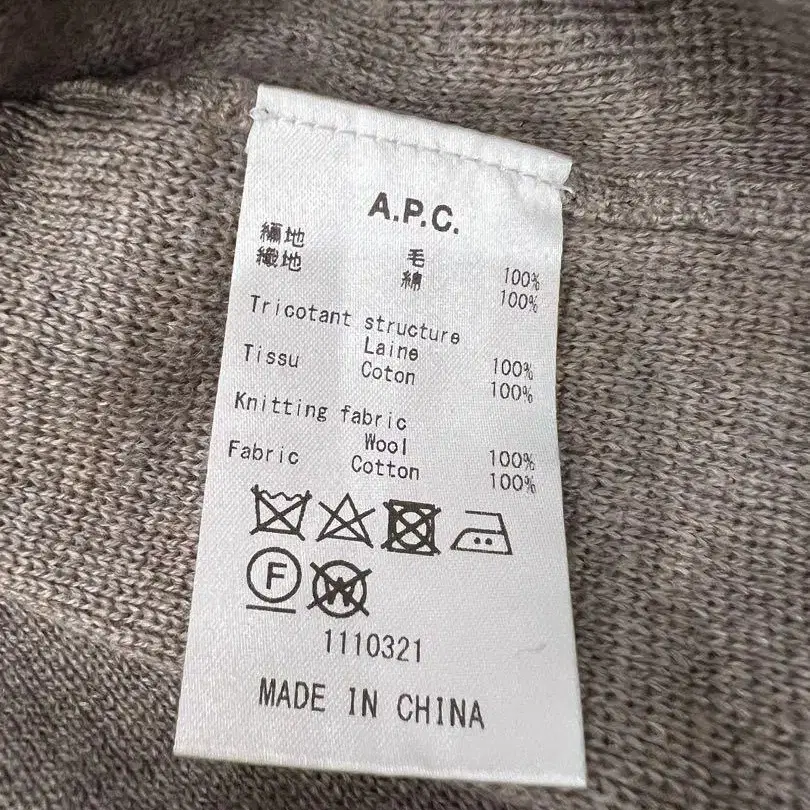 A.P.C.
編地 毛 100%
織地 綿 100%
Tricotant structure
Laine 100%
Tissu Coton 100%
Knitting fabric
Wool 100%
Fabric Cotton 100%
F W
1110321
MADE IN CHINA